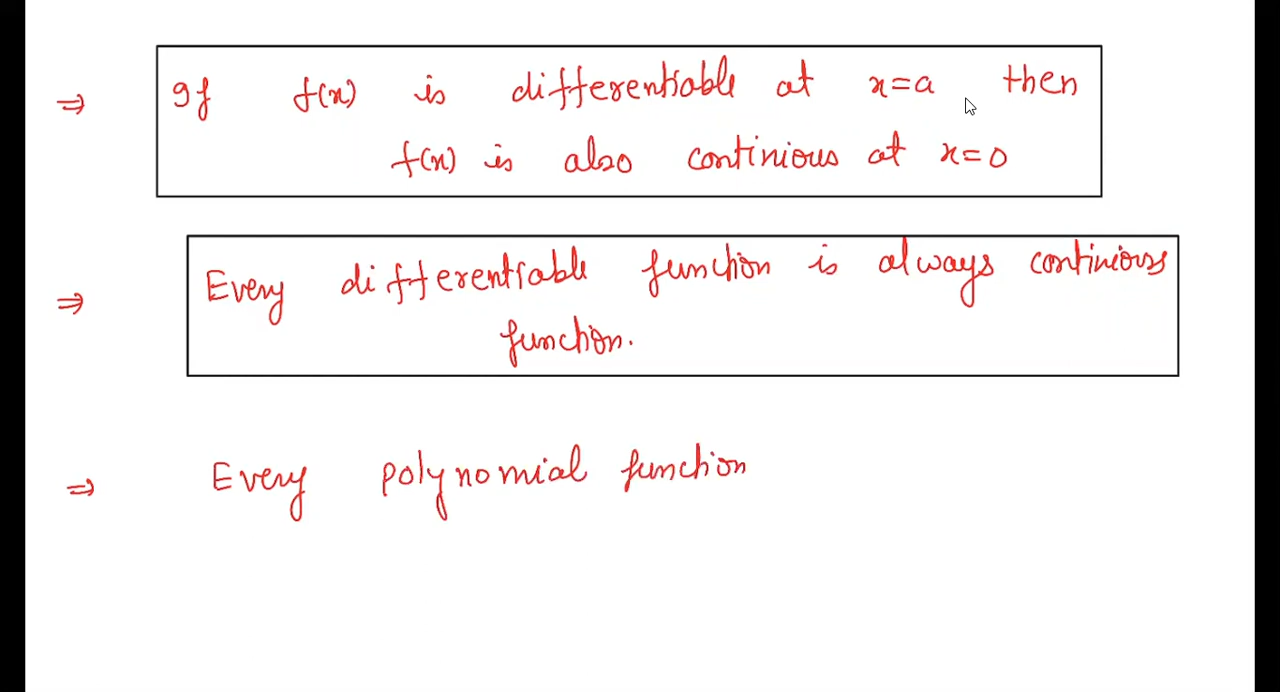 ⇒ If f(x) is differentiable at x=a then
f(x) is also continious at x=0
⇒ Every differentiable function is always continious
function.
⇒ Every polynomial function